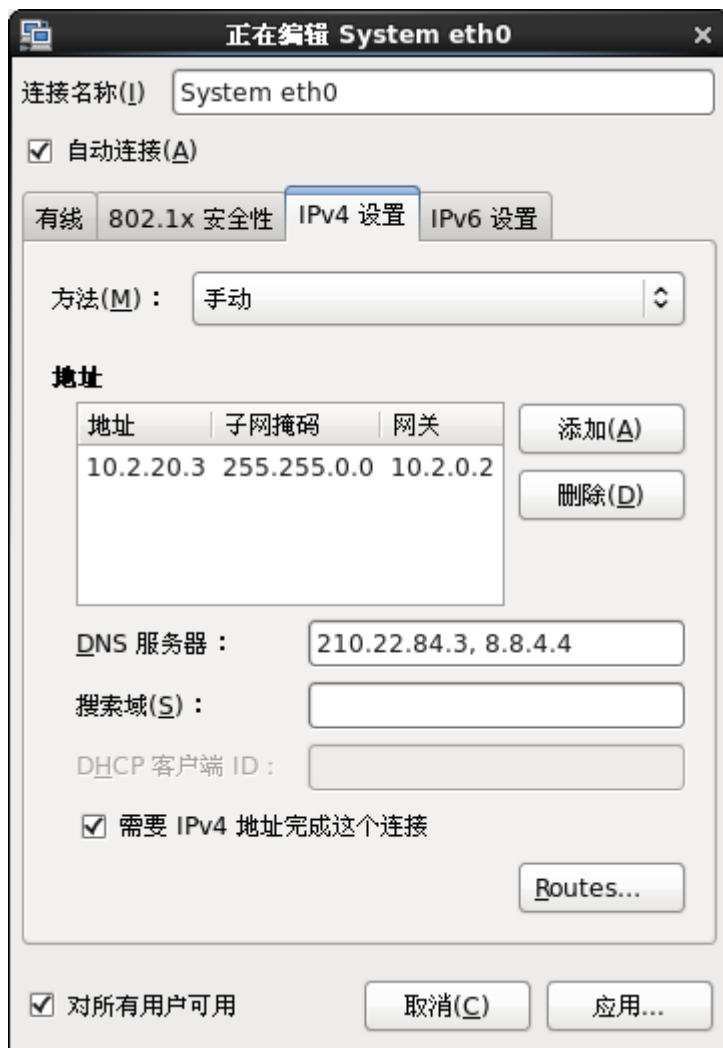 正在编辑 System eth0
连接名称(I) System eth0
自动连接(A)
有线 802.1x 安全性 IPv4 设置 IPv6 设置
方法(M)： 手动
地址
地址 子网掩码 网关 添加(A)
10.2.20.3 255.255.0.0 10.2.0.2
删除(D)
DNS 服务器： 210.22.84.3, 8.8.4.4
搜索域(S)：
DHCP 客户端 ID：
需要 IPv4 地址完成这个连接
Routes...
对所有用户可用 取消(C) 应用...